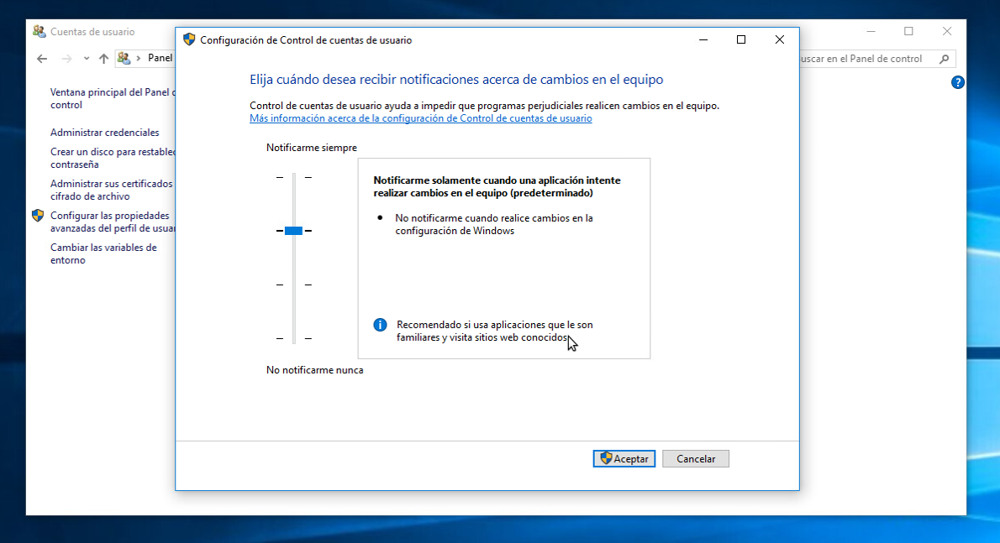 Cuentas de usuario
Configuración de Control de cuentas de usuario
Panel
uscar en el Panel de control
Ventana principal del Panel
control
Administrar credenciales
Crear un disco para restablec
contraseña
Administrar sus certificados
cifrado de archivo
Configurar las propiedades
avanzadas del perfil de usuar
Cambiar las variables de
entorno
Elija cuándo desea recibir notificaciones acerca de cambios en el equipo
Control de cuentas de usuario ayuda a impedir que programas perjudiciales realicen cambios en el equipo.
Más información acerca de la configuración de Control de cuentas de usuario
Notificarme siempre
Notificarme solamente cuando una aplicación intente
realizar cambios en el equipo (predeterminado)
• No notificarme cuando realice cambios en la
configuración de Windows
Recomendado si usa aplicaciones que le son
familiares y visita sitios web conocidos.
No notificarme nunca
Aceptar
Cancelar